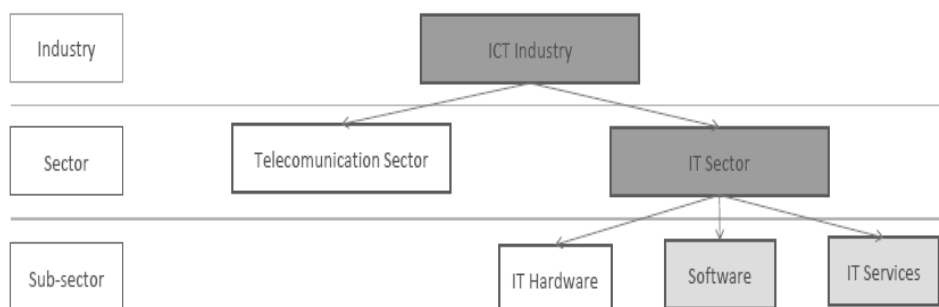 Industry
ICT Industry
Sector
Telecomunication Sector
IT Sector
Sub-sector
IT Hardware
Software
IT Services